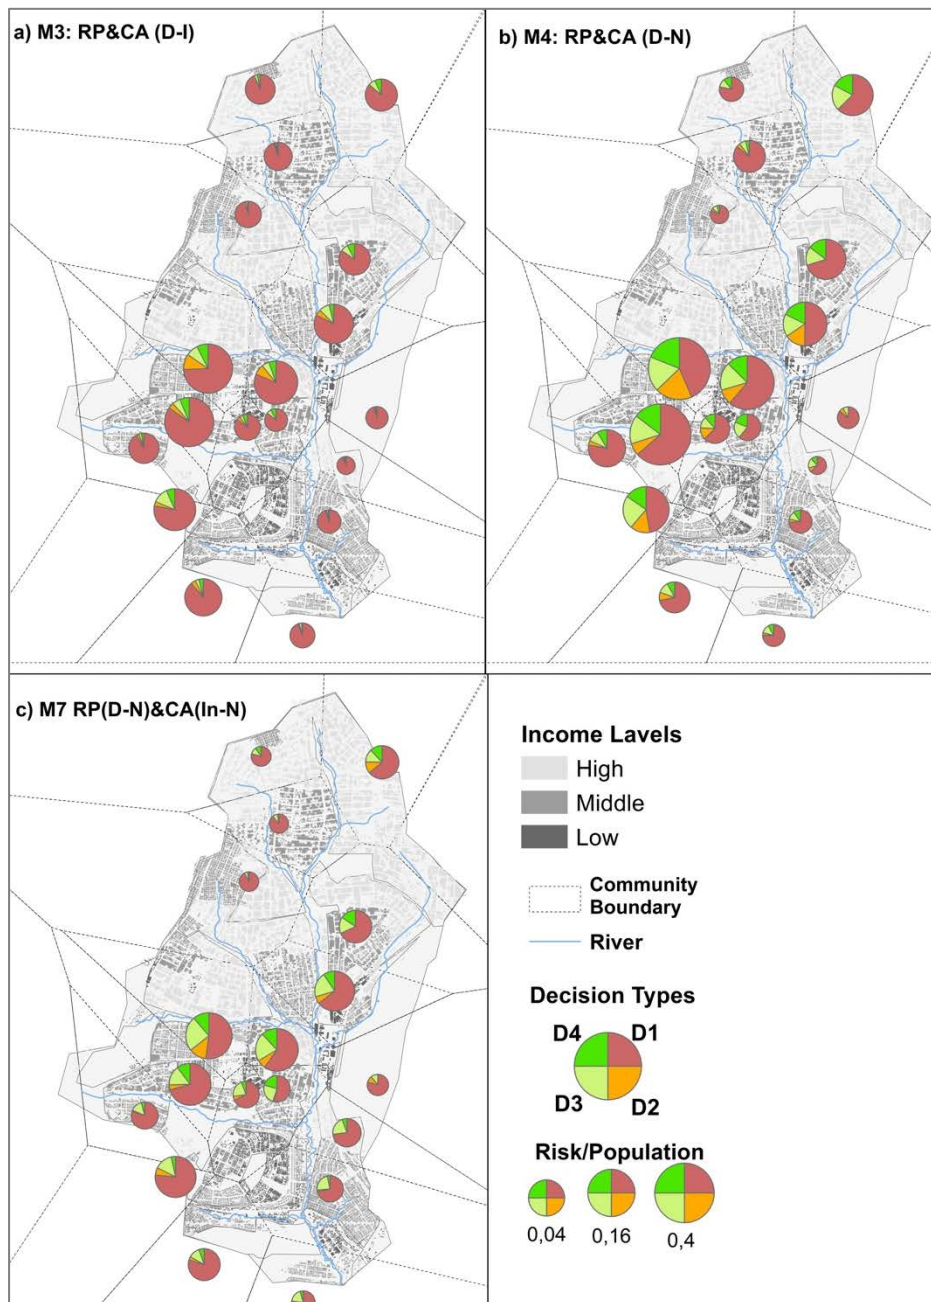 a) M3: RP&CA (D-I)
b) M4: RP&CA (D-N)
c) M7 RP(D-N)&CA(In-N)
Income Lavels
High
Middle
Low
Community
Boundary
River
Decision Types
D4
D1
D3
D2
Risk/Population
0,04
0,16
0,4